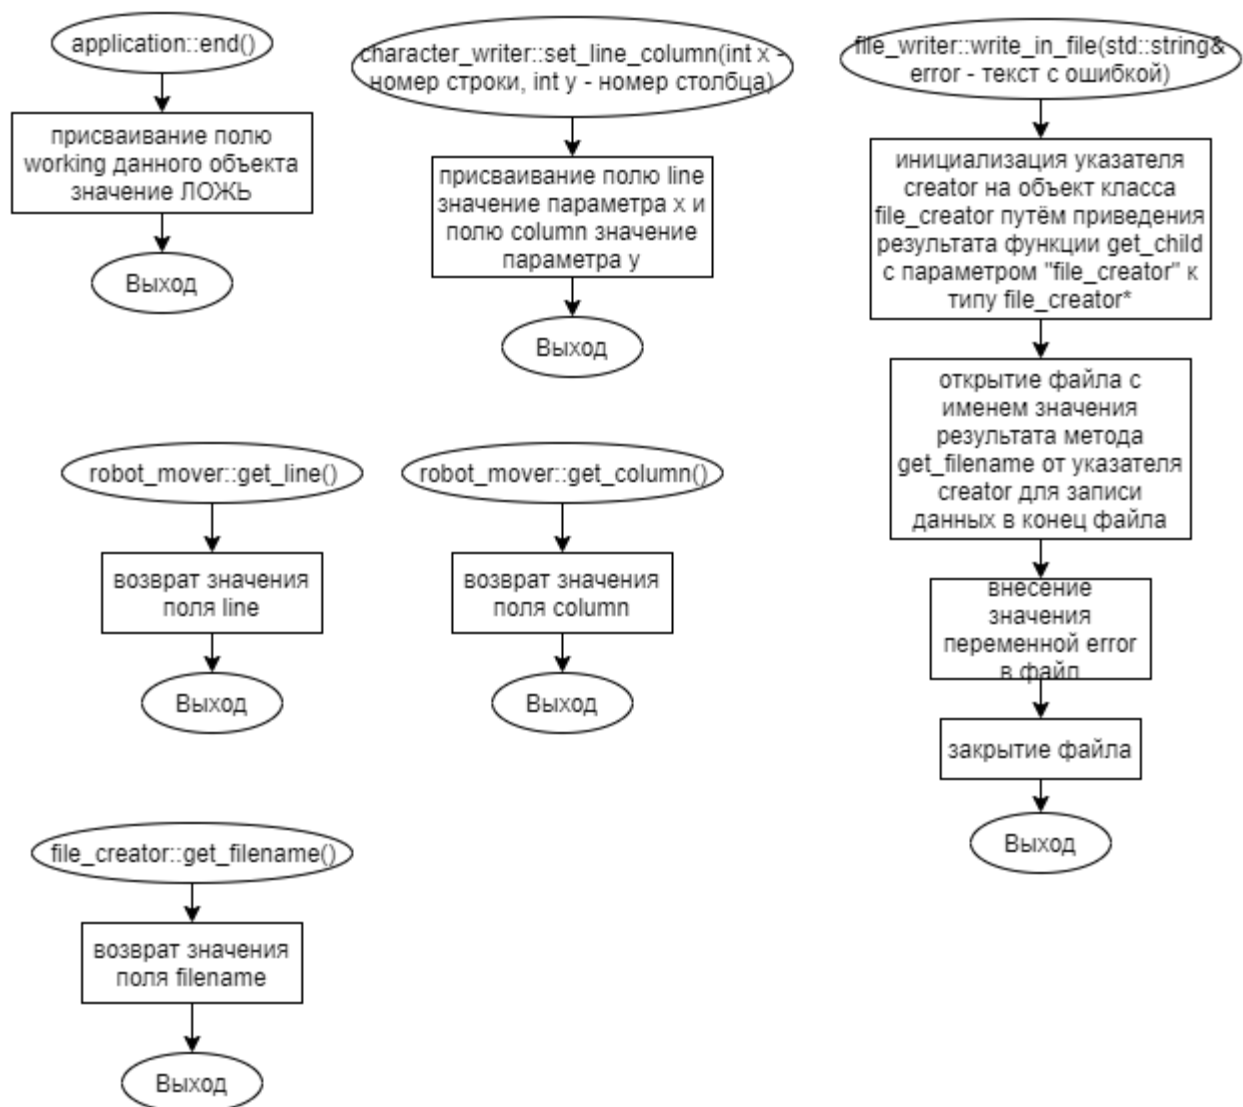 application::end()
присваивание полю
working данного объекта
значение ЛОЖЬ
Выход
character_writer::set_line_column(int x -
номер строки, int y - номер столбца)
присваивание полю line
значение параметра x и
полю column значение
параметра y
Выход
file_writer::write_in_file(std::string&
error - текст с ошибкой)
инициализация указателя
creator на объект класса
file_creator путём приведения
результата функции get_child
с параметром "file_creator" к
типу file_creator*
открытие файла с
именем значения
результата метода
get_filename от указателя
creator для записи
данных в конец файла
внесение
значения
переменной error
в файл
закрытие файла
Выход
robot_mover::get_line()
возврат значения
поля line
Выход
robot_mover::get_column()
возврат значения
поля column
Выход
file_creator::get_filename()
возврат значения
поля filename
Выход